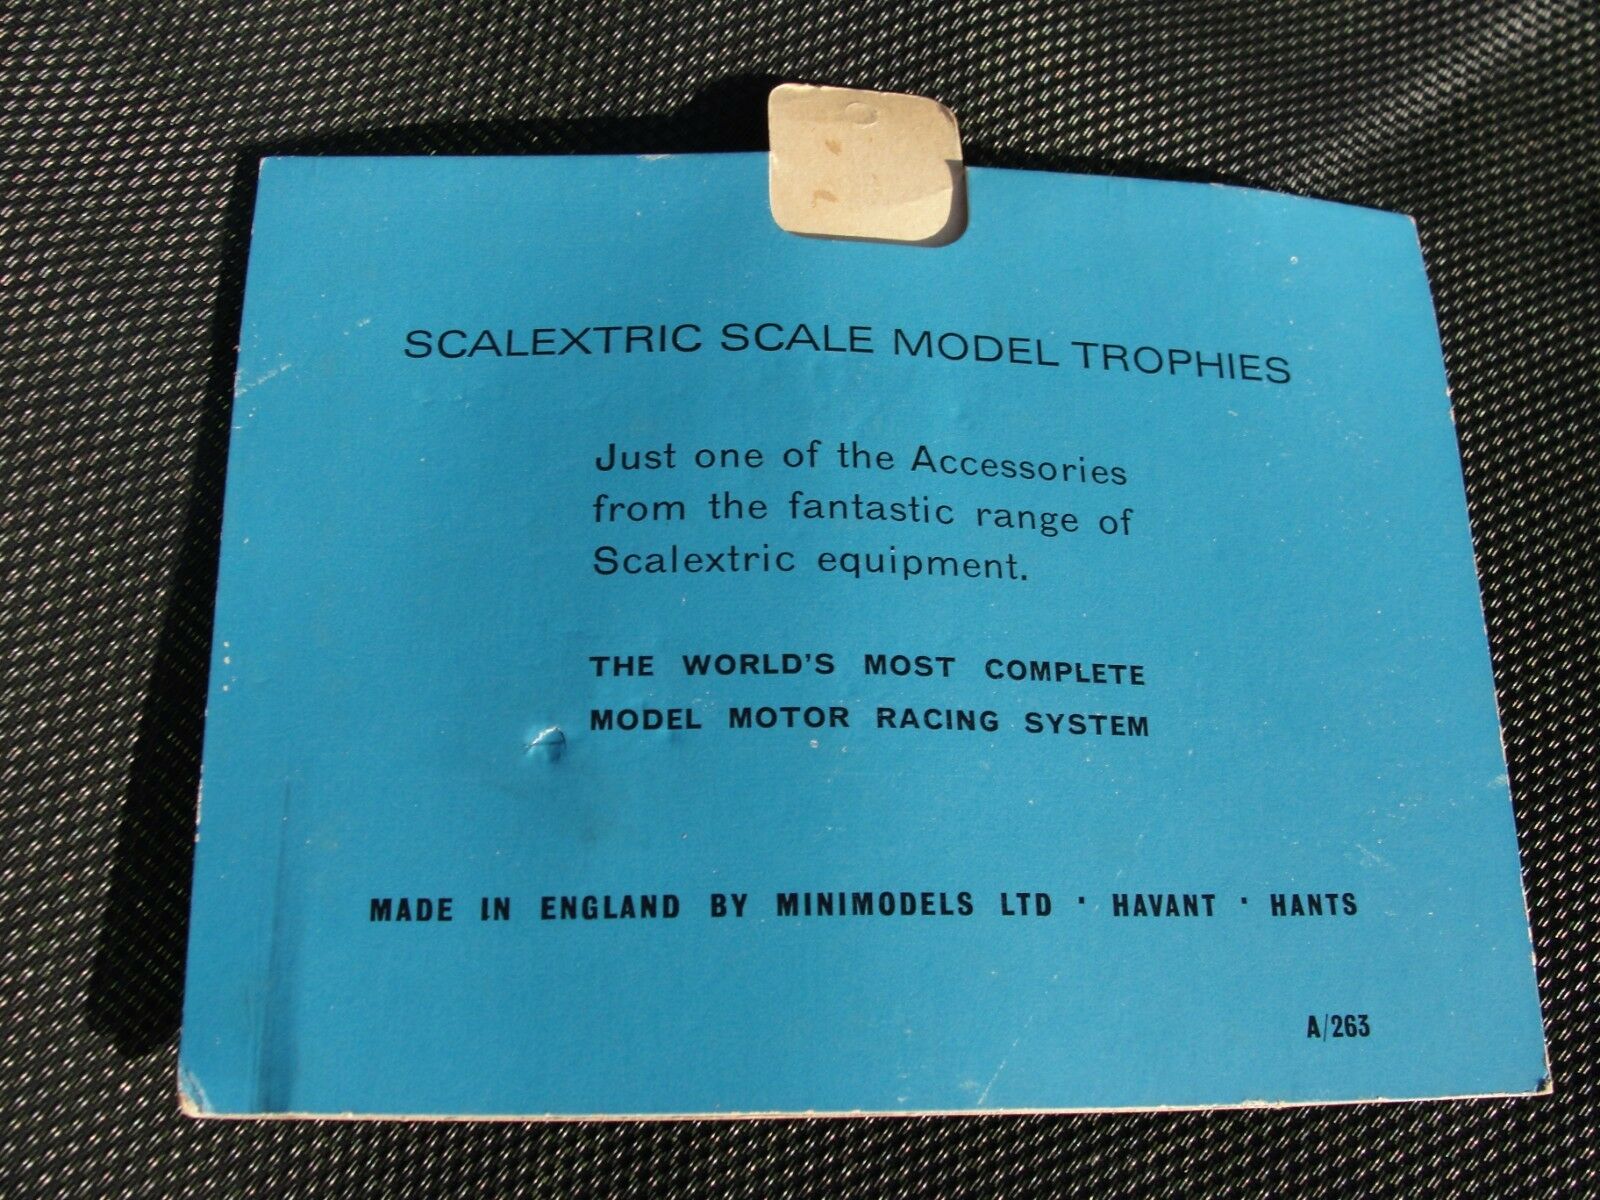 SCALEXTRIC SCALE MODEL TROPHIES
Just one of the Accessories
from the fantastic range of
Scalextric equipment.
THE WORLD'S MOST COMPLETE
MODEL MOTOR RACING SYSTEM
MADE IN ENGLAND BY MINIMODELS LTD · HAVANT · HANTS
A/263